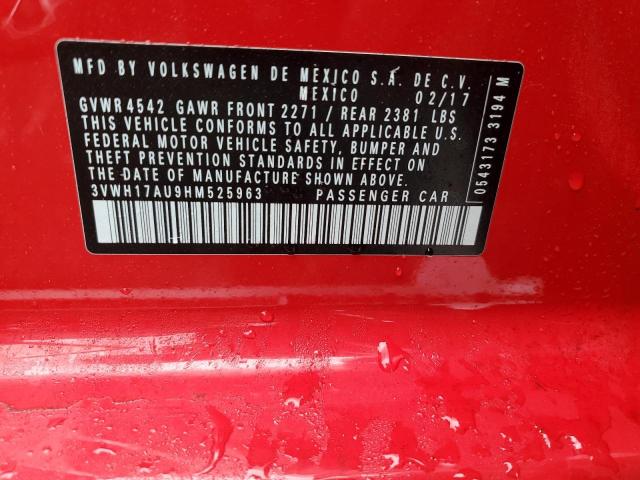 MFD BY VOLKSWAGEN DE MEXICO S.A. DE C.V.
MEXICO 02/17
GVWR 4542 GAWR FRONT 2271 / REAR 2381 LBS
THIS VEHICLE CONFORMS TO ALL APPLICABLE U.S.
FEDERAL MOTOR VEHICLE SAFETY, BUMPER AND
THEFT PREVENTION STANDARDS IN EFFECT ON
THE DATE OF MANUFACTURE SHOWN ABOVE.
3VWH17AU9HM525963 PASSENGER CAR
0543173 3194 M